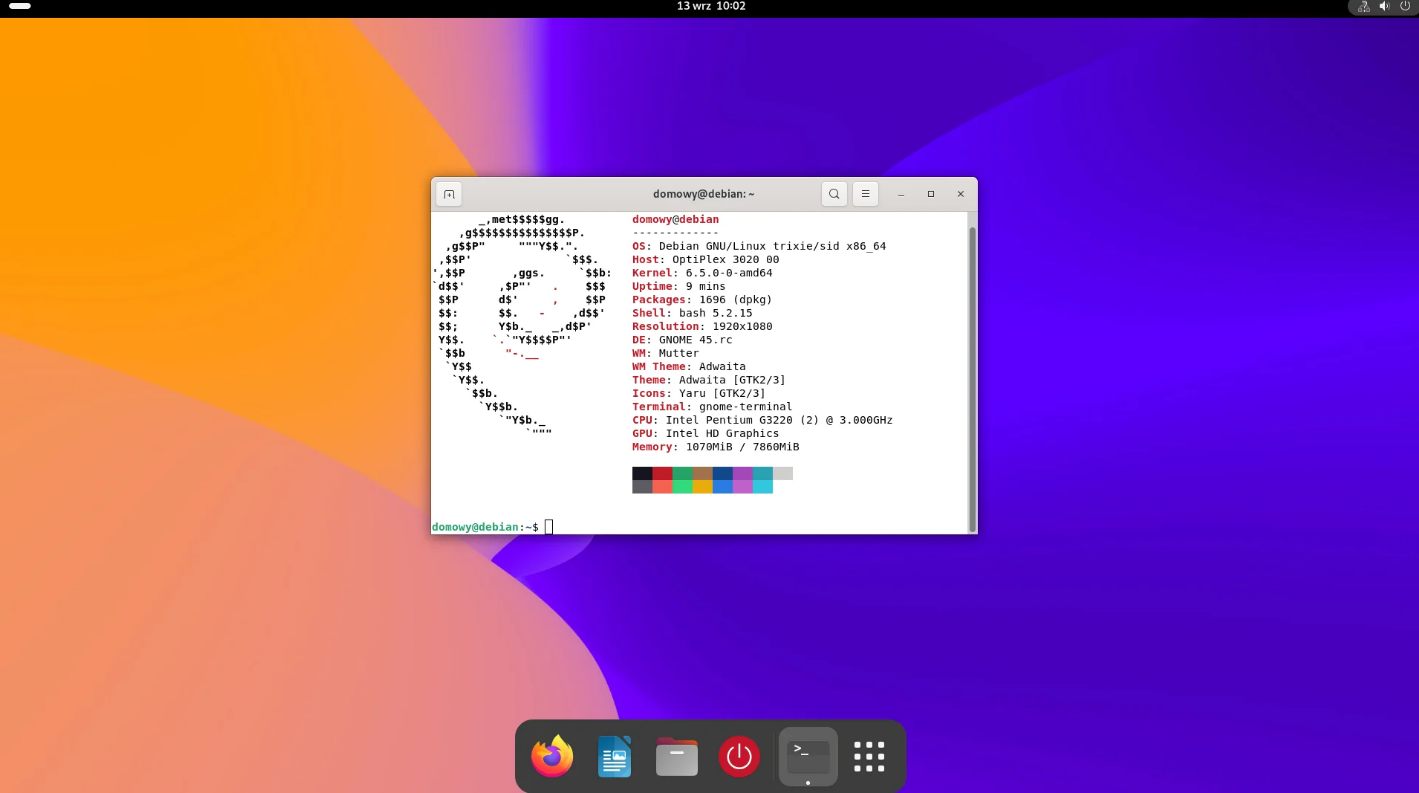 13 wrz 10:02
domowy@debian: ~
_,met$$$$$gg.
,g$$$$$$$$$$$$$$$P.
,g$$P"     """Y$$.".
,$$P'              `$$$.
',$$P       ,ggs.     `$$b:
`d$$'     ,$P"'   .    $$$
$$P      d$'     ,    $$P
$$:      $$.   -    ,d$$'
$$;      Y$b._   _,d$P'
Y$$.    `.`"Y$$$$P"'
`$$b      "-.__
`Y$$
`Y$$.
`$$b.
`Y$$b.
`"Y$b._
`"""
domowy@debian
-------------
OS: Debian GNU/Linux trixie/sid x86_64
Host: OptiPlex 3020 00
Kernel: 6.5.0-0-amd64
Uptime: 9 mins
Packages: 1696 (dpkg)
Shell: bash 5.2.15
Resolution: 1920x1080
DE: GNOME 45.rc
WM: Mutter
WM Theme: Adwaita
Theme: Adwaita [GTK2/3]
Icons: Yaru [GTK2/3]
Terminal: gnome-terminal
CPU: Intel Pentium G3220 (2) @ 3.000GHz
GPU: Intel HD Graphics
Memory: 1070MiB / 7860MiB
domowy@debian:~$